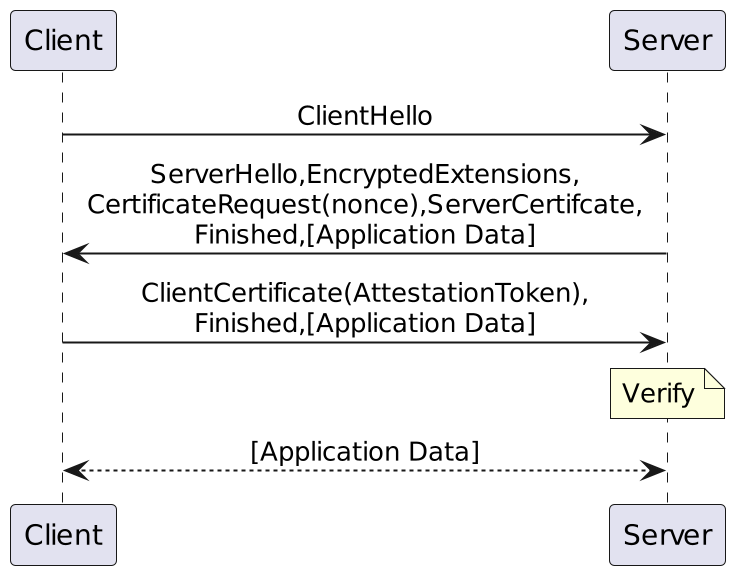 Client
Server
ClientHello
ServerHello,EncryptedExtensions,
CertificateRequest(nonce),ServerCertifcate,
Finished,[Application Data]
ClientCertificate(AttestationToken),
Finished,[Application Data]
Verify
[Application Data]
Client
Server